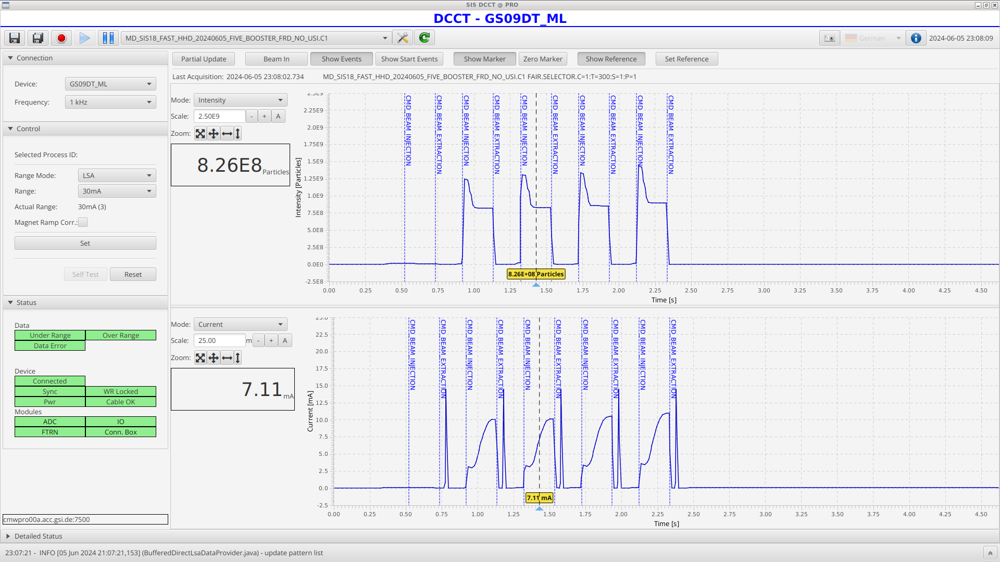 SIS DCCT @ PRO
DCCT - GS09DT_ML
MD_SIS18_FAST_HHD_20240605_FIVE_BOOSTER_FRD_NO_USI.C1
German
2024-06-05 23:08:09
Connection
Device:
GS09DT_ML
Frequency:
1 kHz
Control
Selected Process ID:
Range Mode:
LSA
Range:
30mA
Actual Range:
30mA (3)
Magnet Ramp Corr.:
Set
Self Test
Reset
Status
Data
Under Range
Over Range
Data Error
Device
Connected
Sync
WR Locked
Pwr
Cable OK
Modules
ADC
IO
FTRN
Conn. Box
cmwpro00a.acc.gsi.de:7500
Partial Update
Beam In
Show Events
Show Start Events
Show Marker
Zero Marker
Show Reference
Set Reference
Last Acquisition: 2024-06-05 23:08:02.734
MD_SIS18_FAST_HHD_20240605_FIVE_BOOSTER_FRD_NO_USI.C1 FAIR.SELECTOR.C=1:T=300:S=1:P=1
Mode:
Intensity
Scale:
2.50E9
-
+
A
Zoom:
8.26E8 Particles
Intensity [Particles]
2.5E9
2.25E9
2.0E9
1.75E9
1.5E9
1.25E9
1.0E9
7.5E8
5.0E8
2.5E8
0.0E0
-2.5E8
CMD_BEAM_INJECTION
CMD_BEAM_EXTRACTION
CMD_BEAM_INJECTION
CMD_BEAM_EXTRACTION
CMD_BEAM_INJECTION
CMD_BEAM_EXTRACTION
CMD_BEAM_INJECTION
CMD_BEAM_EXTRACTION
CMD_BEAM_INJECTION
CMD_BEAM_EXTRACTION
8.26E+08 Particles
0.00 0.25 0.50 0.75 1.00 1.25 1.50 1.75 2.00 2.25 2.50 2.75 3.00 3.25 3.50 3.75 4.00 4.25 4.50
Time [s]
Mode:
Current
Scale:
25.00
m
-
+
A
Zoom:
7.11 mA
Current [mA]
25.0
22.5
20.0
17.5
15.0
12.5
10.0
7.5
5.0
2.5
0.0
-2.5
CMD_BEAM_INJECTION
CMD_BEAM_EXTRACTION
CMD_BEAM_INJECTION
CMD_BEAM_EXTRACTION
CMD_BEAM_INJECTION
CMD_BEAM_EXTRACTION
CMD_BEAM_INJECTION
CMD_BEAM_EXTRACTION
CMD_BEAM_INJECTION
CMD_BEAM_EXTRACTION
7.11 mA
0.00 0.25 0.50 0.75 1.00 1.25 1.50 1.75 2.00 2.25 2.50 2.75 3.00 3.25 3.50 3.75 4.00 4.25 4.50
Time [s]
Detailed Status
23:07:21 - INFO [05 Jun 2024 21:07:21,153] (BufferedDirectLsaDataProvider.java) - update pattern list